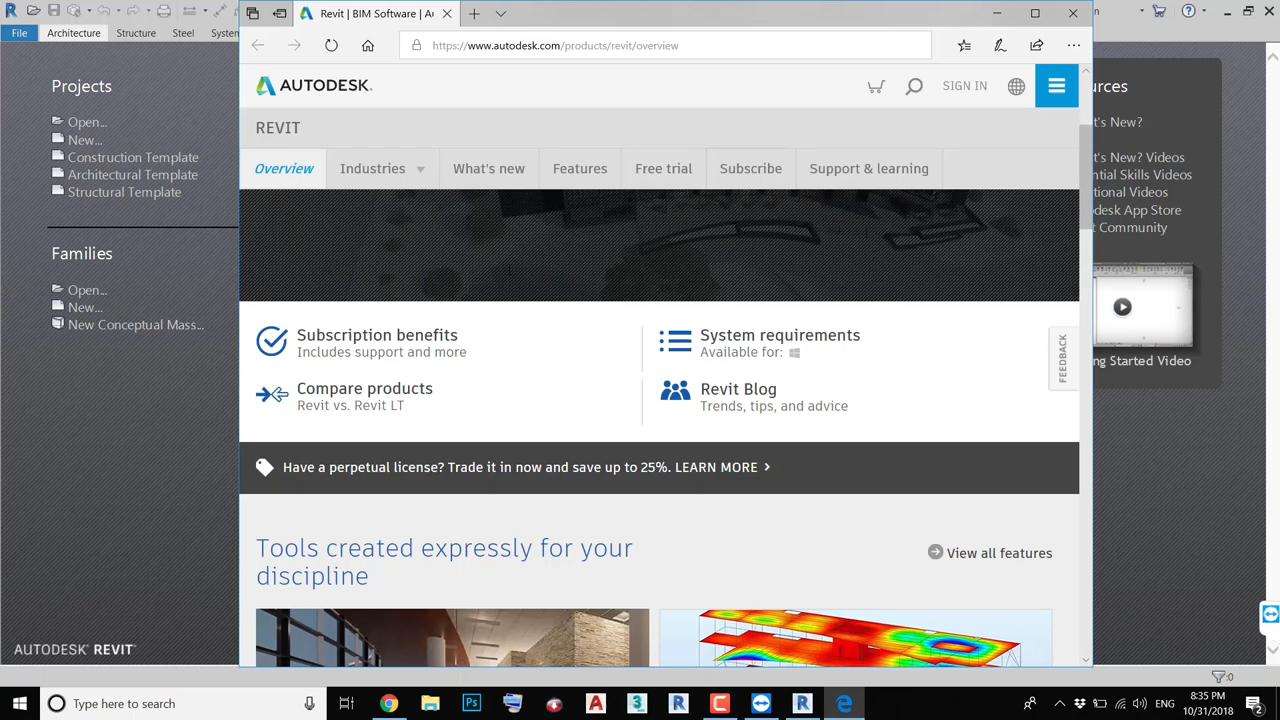 Revit | BIM Software | Au
File
Architecture
Structure
Steel
System
https://www.autodesk.com/products/revit/overview
AUTODESK.
SIGN IN
REVIT
Overview
Industries
What's new
Features
Free trial
Subscribe
Support & learning
Projects
Open...
New...
Construction Template
Architectural Template
Structural Template
Families
Open...
New...
New Conceptual Mass...
AUTODESK® REVIT®
Subscription benefits
Includes support and more
System requirements
Available for:
Compare products
Revit vs. Revit LT
Revit Blog
Trends, tips, and advice
FEEDBACK
Have a perpetual license? Trade it in now and save up to 25%. LEARN MORE
Tools created expressly for your
discipline
View all features
urces
t's New?
t's New? Videos
ntial Skills Videos
tional Videos
desk App Store
t Community
ng Started Video
:0
Type here to search
ENG
8:35 PM
10/31/2018
2